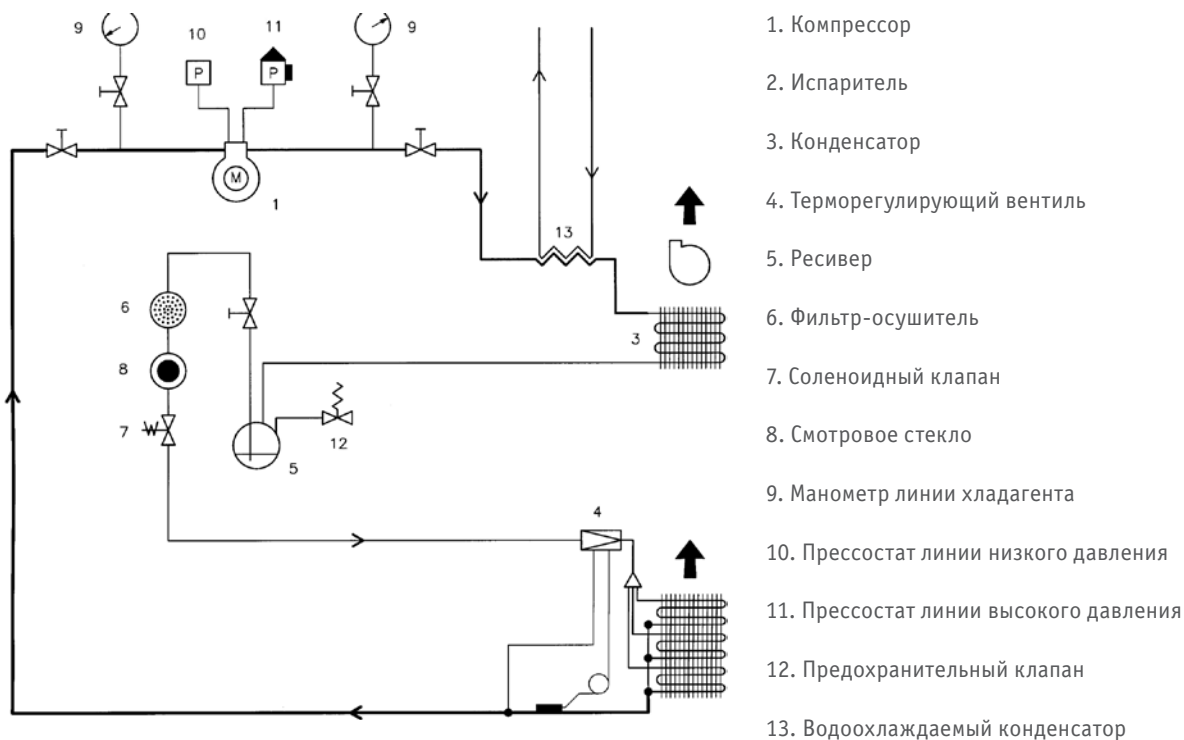 9
10
11
9
P
P
M
1
13
3
6
8
7
5
12
4
1. Компрессор
2. Испаритель
3. Конденсатор
4. Терморегулирующий вентиль
5. Ресивер
6. Фильтр-осушитель
7. Соленоидный клапан
8. Смотровое стекло
9. Манометр линии хладагента
10. Прессостат линии низкого давления
11. Прессостат линии высокого давления
12. Предохранительный клапан
13. Водоохлаждаемый конденсатор